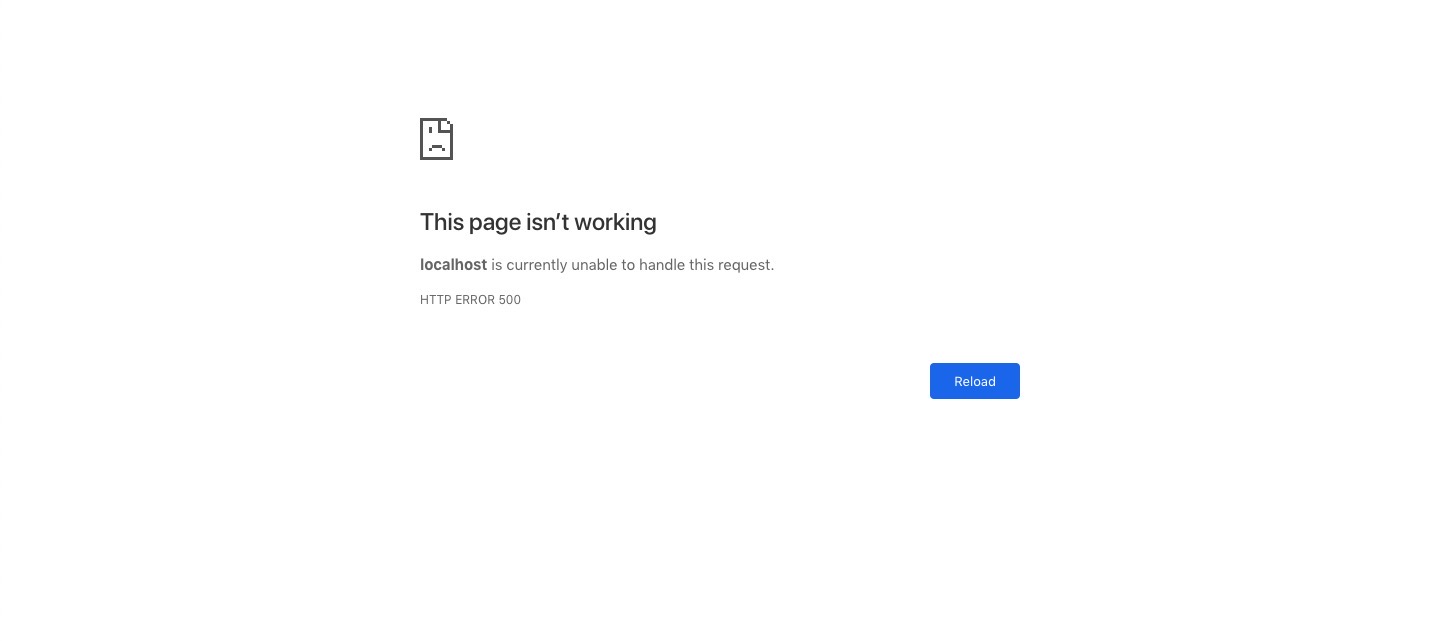 This page isn’t working
localhost is currently unable to handle this request.
HTTP ERROR 500
Reload